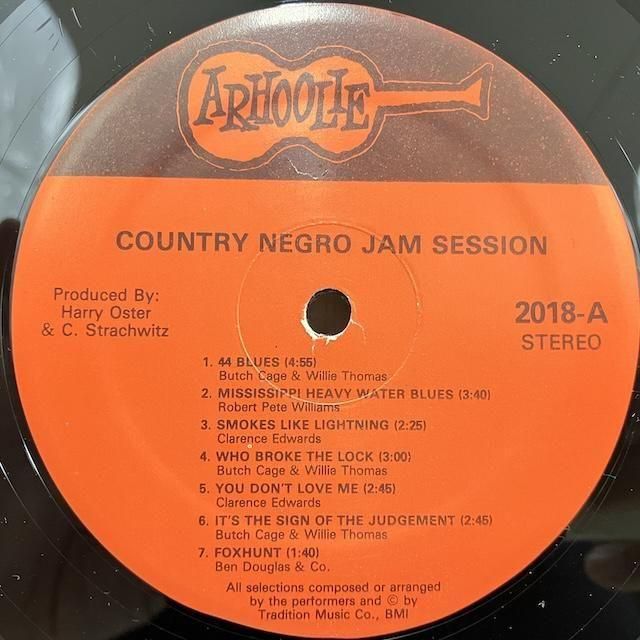 ARHOOLIE
COUNTRY NEGRO JAM SESSION
Produced By:
Harry Oster
& C. Strachwitz
2018-A
STEREO
1. 44 BLUES (4:55)
Butch Cage & Willie Thomas
2. MISSISSIPPI HEAVY WATER BLUES (3:40)
Robert Pete Williams
3. SMOKES LIKE LIGHTNING (2:25)
Clarence Edwards
4. WHO BROKE THE LOCK (3:00)
Butch Cage & Willie Thomas
5. YOU DON'T LOVE ME (2:45)
Clarence Edwards
6. IT'S THE SIGN OF THE JUDGEMENT (2:45)
Butch Cage & Willie Thomas
7. FOXHUNT (1:40)
Ben Douglas & Co.
All selections composed or arranged
by the performers and © by
Tradition Music Co., BMI